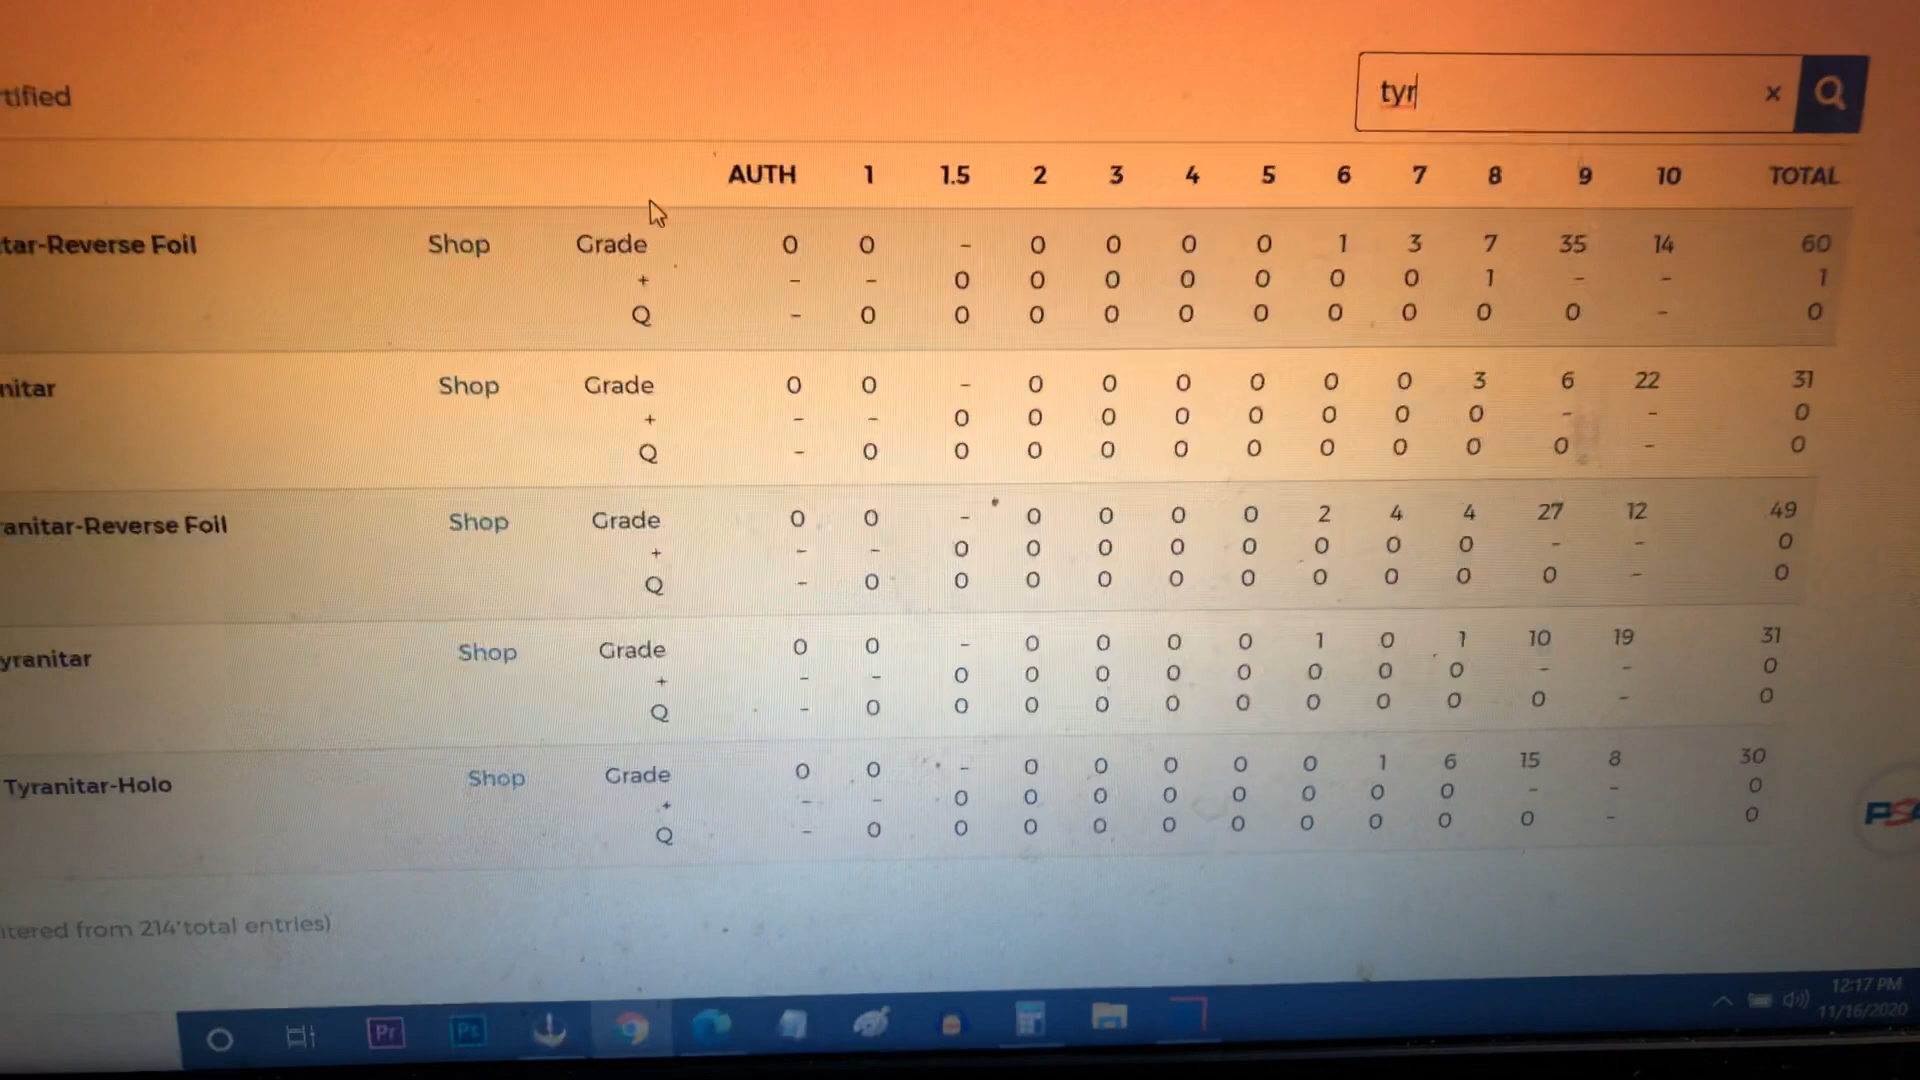 tified
tyr x
AUTH 1 1.5 2 3 4 5 6 7 8 9 10 TOTAL
tar-Reverse Foil Shop Grade 0 0 - 0 0 0 0 1 3 7 35 14 60
+ - - 0 0 0 0 0 0 0 1 - - 1
Q - 0 0 0 0 0 0 0 0 0 0 - 0
nitar Shop Grade 0 0 - 0 0 0 0 0 0 3 6 22 31
+ - - 0 0 0 0 0 0 0 0 - - 0
Q - 0 0 0 0 0 0 0 0 0 0 - 0
anitar-Reverse Foil Shop Grade 0 0 - 0 0 0 0 2 4 4 27 12 49
+ - - 0 0 0 0 0 0 0 0 - - 0
Q - 0 0 0 0 0 0 0 0 0 0 - 0
yranitar Shop Grade 0 0 - 0 0 0 0 1 0 1 10 19 31
+ - - 0 0 0 0 0 0 0 0 - - 0
Q - 0 0 0 0 0 0 0 0 0 0 - 0
Tyranitar-Holo Shop Grade 0 0 - 0 0 0 0 0 1 6 15 8 30
+ - - 0 0 0 0 0 0 0 0 - - 0
Q - 0 0 0 0 0 0 0 0 0 0 - 0
PSA
ltered from 214 total entries)
Pr Ps
12:17 PM
11/16/2020